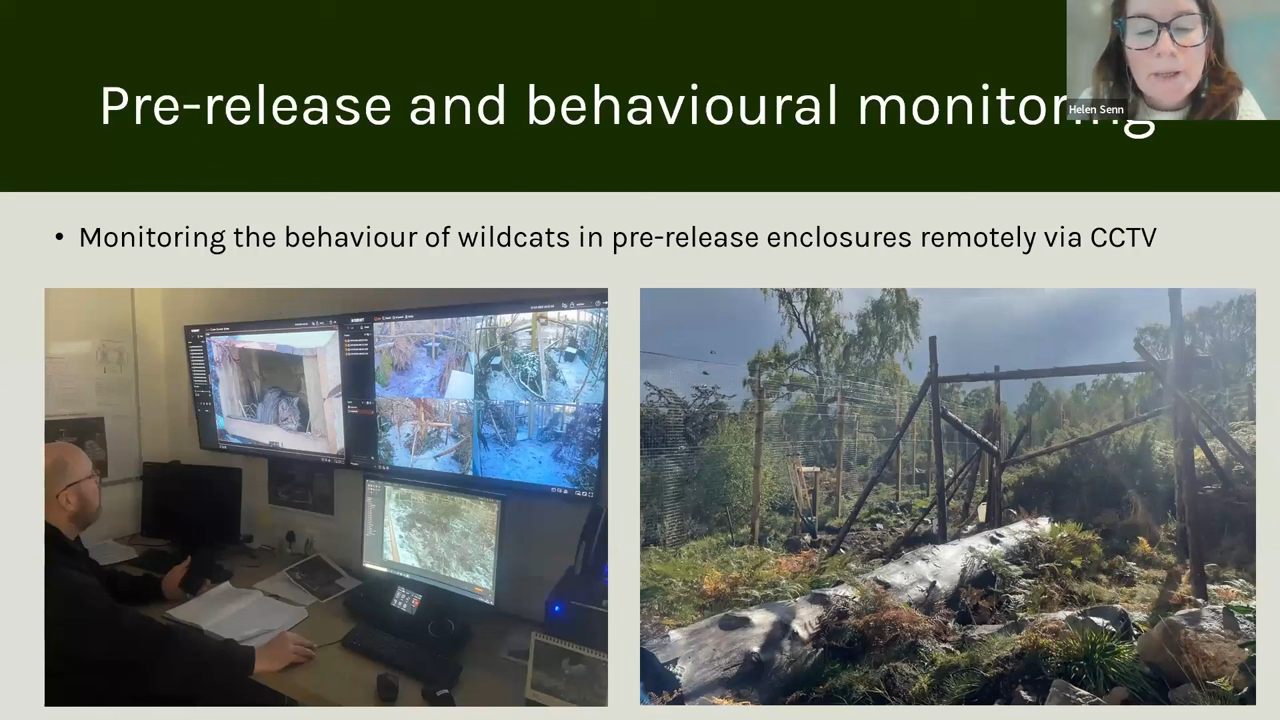 Pre-release and behavioural monitoring
Helen Senn
• Monitoring the behaviour of wildcats in pre-release enclosures remotely via CCTV